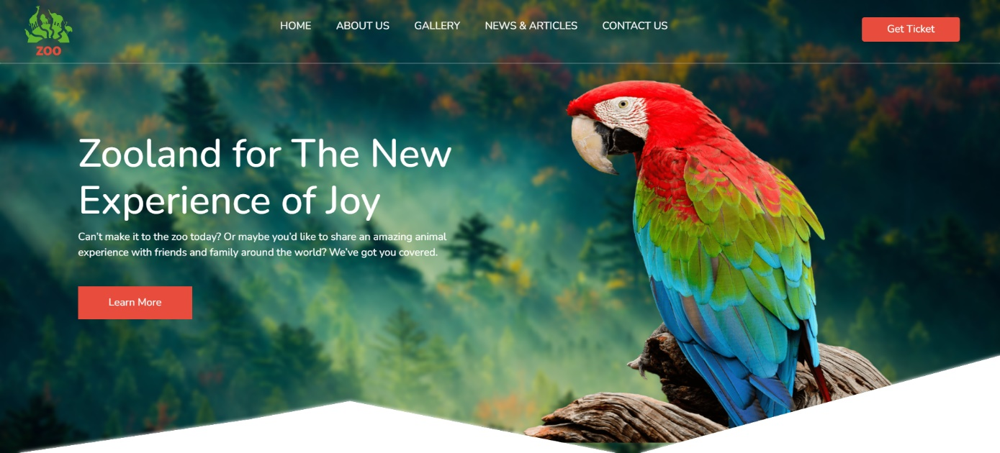 ZOO
HOME
ABOUT US
GALLERY
NEWS & ARTICLES
CONTACT US
Get Ticket
Zooland for The New
Experience of Joy
Can't make it to the zoo today? Or maybe you'd like to share an amazing animal
experience with friends and family around the world? We've got you covered.
Learn More